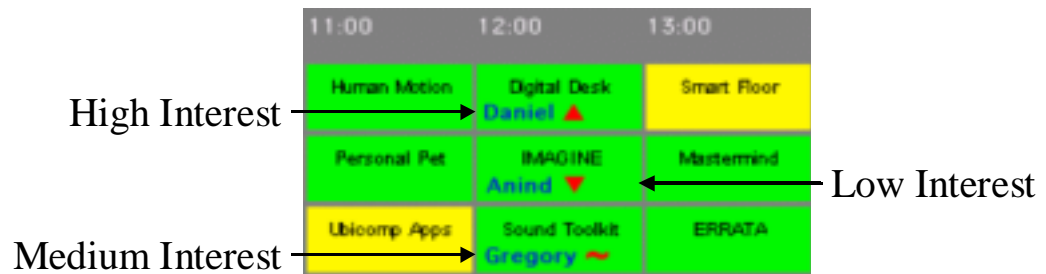 11:00 12:00 13:00
Human Motion Digital Desk Smart Floor
High Interest Daniel
Personal Pet IMAGINE Mastermind
Anind Low Interest
Ubicomp Apps Sound Toolkit ERRATA
Medium Interest Gregory